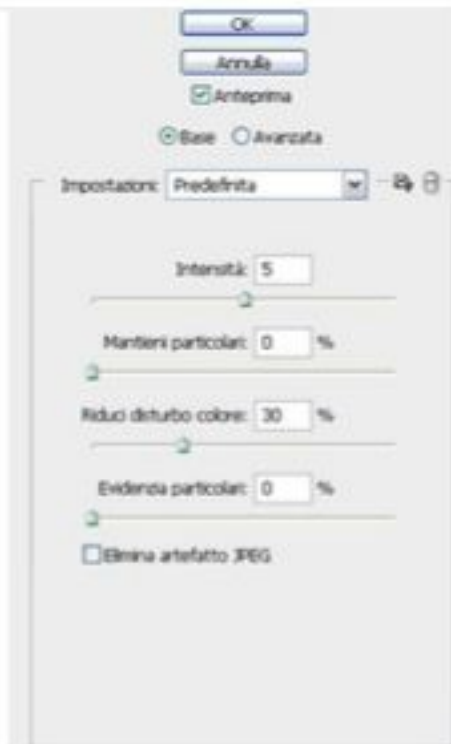 OK
Annulla
Anteprima
Base Avanzata
Impostazioni: Predefinita
Intensità: 5
Mantieni particolari: 0 %
Riduci disturbo colore: 30 %
Evidenzia particolari: 0 %
Elimina artefatto JPEG